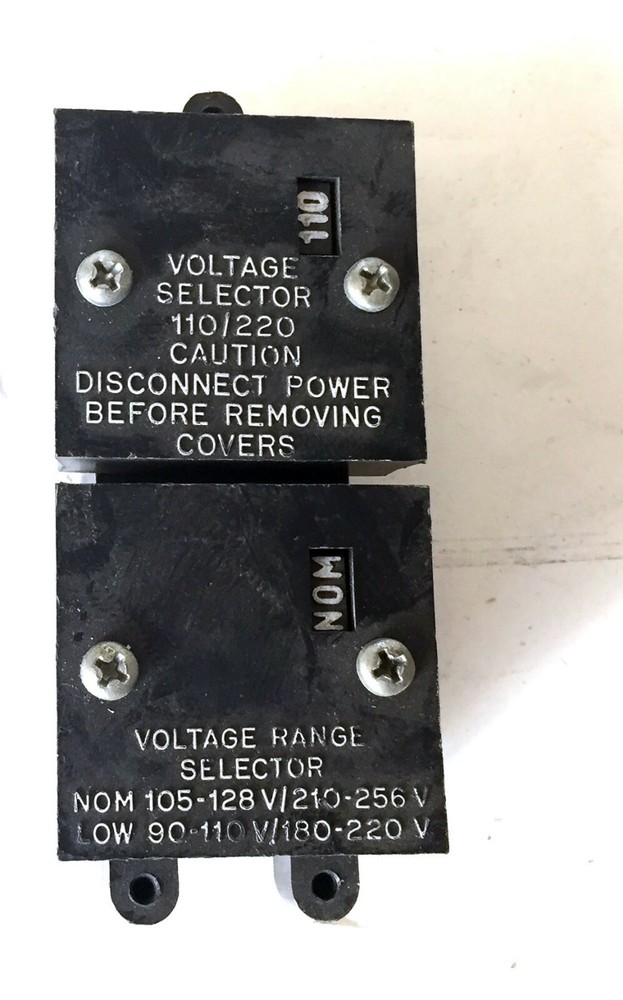 110
VOLTAGE
SELECTOR
110/220
CAUTION
DISCONNECT POWER
BEFORE REMOVING
COVERS
NOM
VOLTAGE RANGE
SELECTOR
NOM 105-128 V/210-256 V
LOW 90-110 V/180-220 V